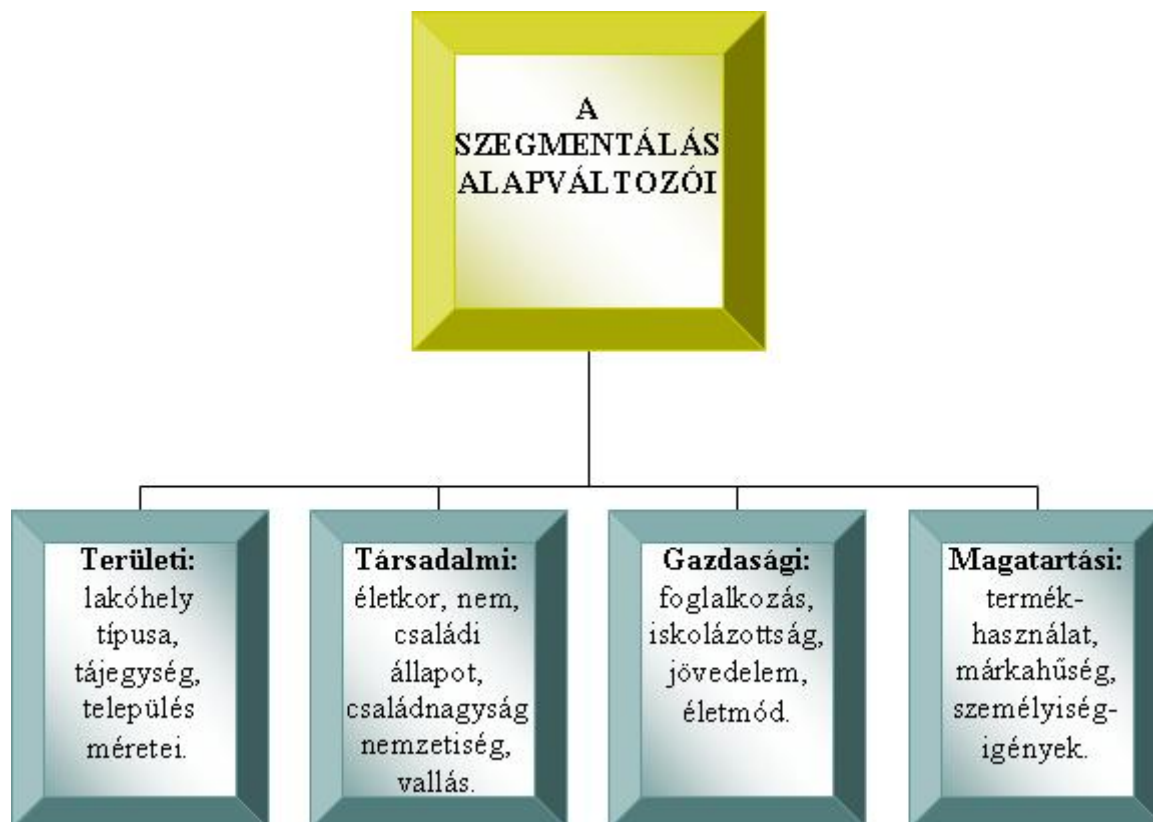 A
SZEGMENTÁLÁS
ALAPVÁLTOZÓI
Területi:
lakóhely
típusa,
tájegység,
település
méretei.
Társadalmi:
életkor, nem,
családi
állapot,
családnagyság
nemzetiség,
vallás.
Gazdasági:
foglalkozás,
iskolázottság,
jövedelem,
életmód.
Magatartási:
termék-
használat,
márkahűség,
személyiség-
igények.